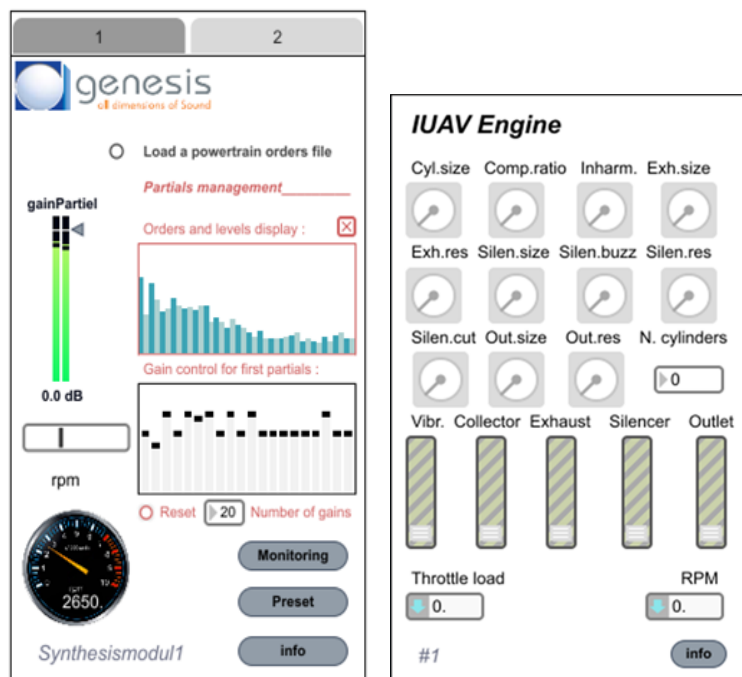 1
2
genesis
all dimensions of Sound
Load a powertrain orders file
Partials management
gainPartiel
Orders and levels display :
Gain control for first partials :
0.0 dB
rpm
Reset
20
Number of gains
rpm
2650.
Monitoring
Preset
Synthesismodul1
info
IUAV Engine
Cyl.size Comp.ratio Inharm. Exh.size
Exh.res Silen.size Silen.buzz Silen.res
Silen.cut Out.size Out.res N. cylinders
0
Vibr. Collector Exhaust Silencer Outlet
Throttle load RPM
0. 0.
#1 info